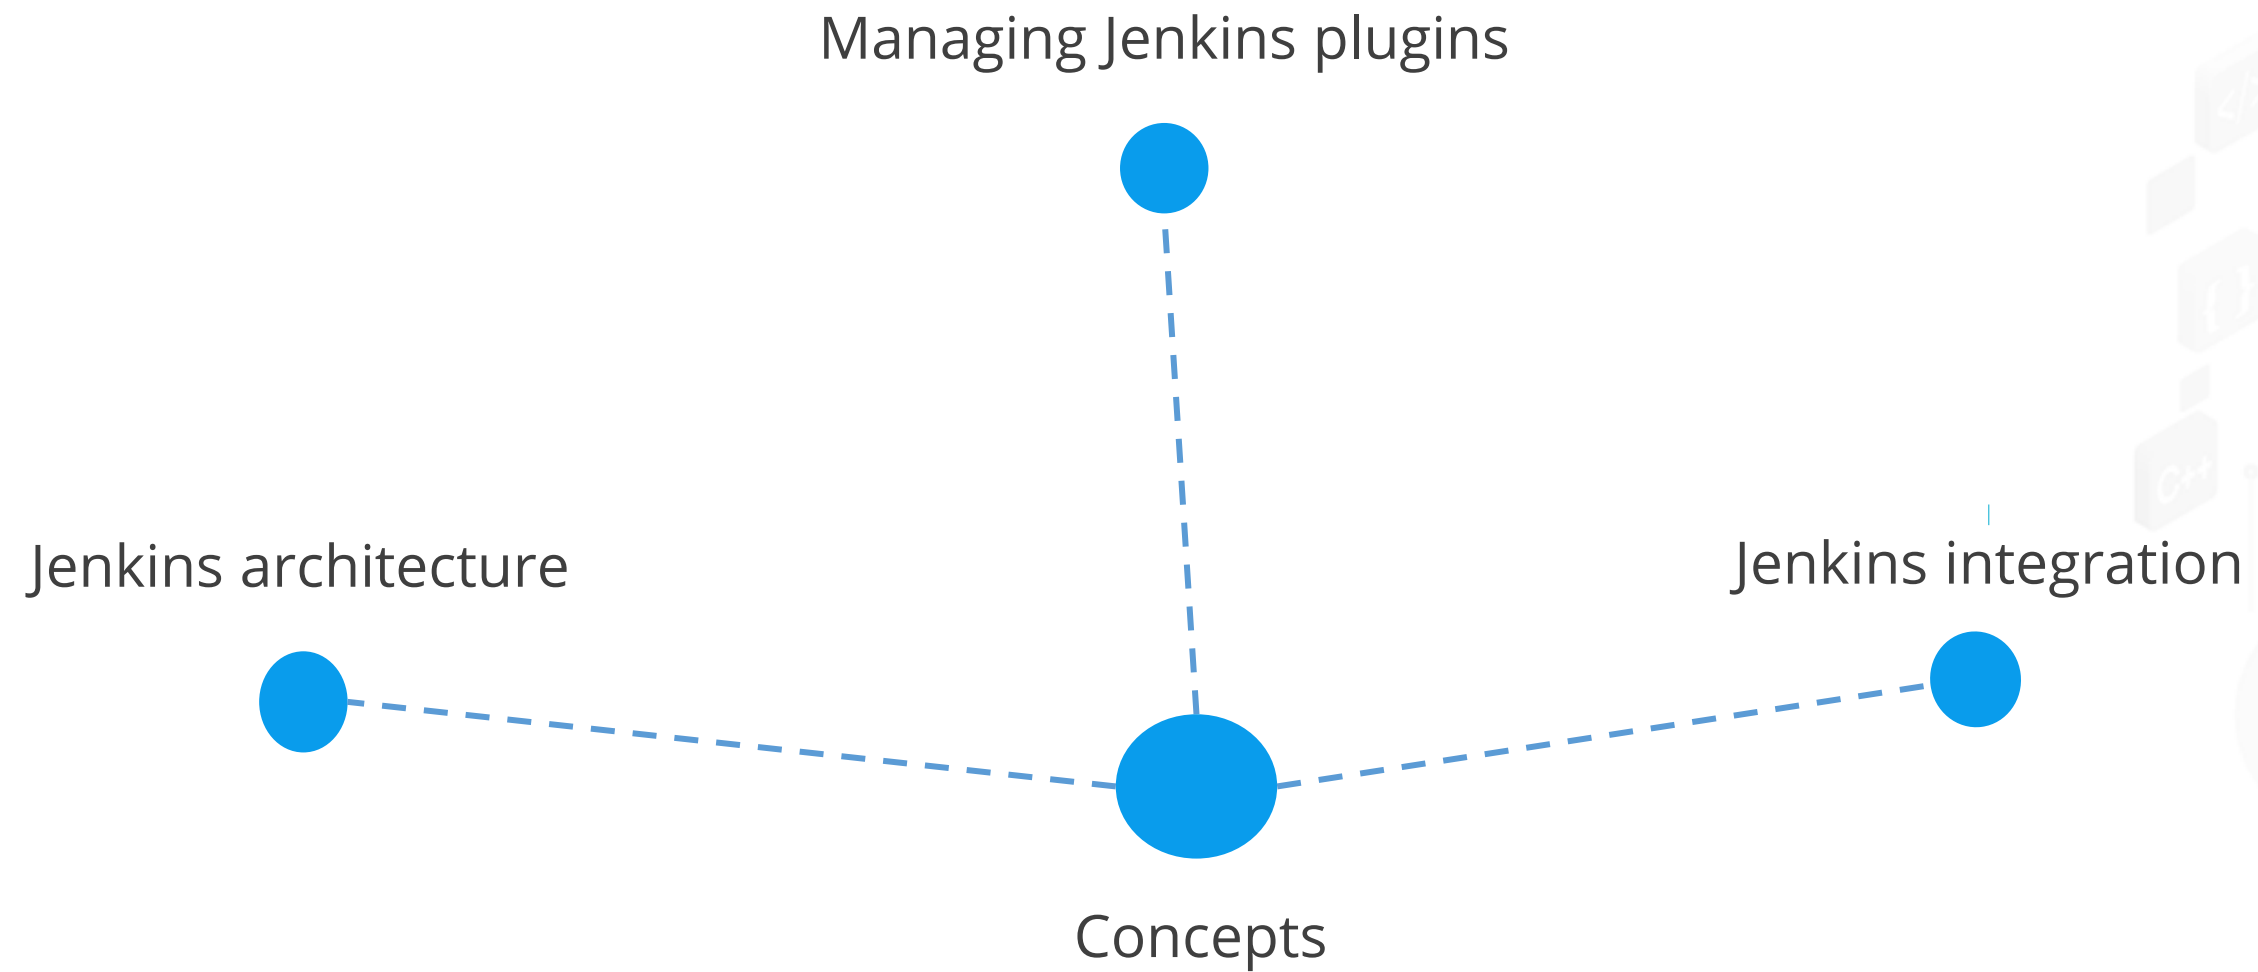 Managing Jenkins plugins
</>
{ }
C++
Jenkins architecture
Jenkins integration
Concepts